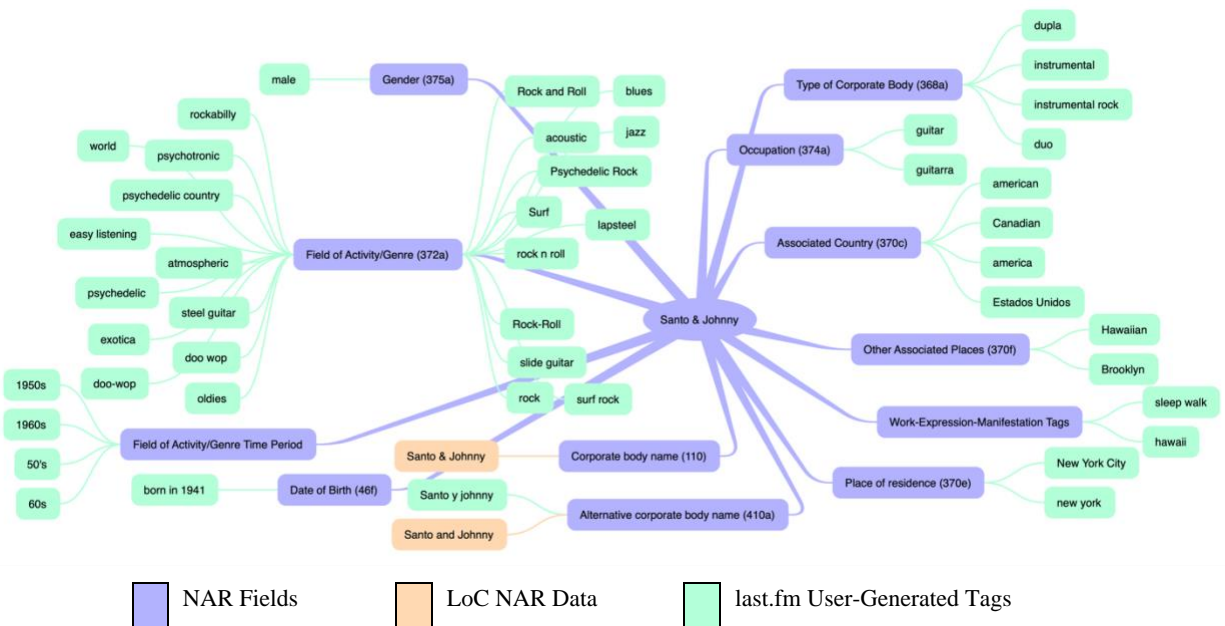 dupla
male
Gender (375a)
Type of Corporate Body (368a)
instrumental
Rock and Roll
blues
rockabilly
instrumental rock
acoustic
jazz
guitar
world
psychotronic
Occupation (374a)
duo
Psychedelic Rock
guitarra
psychedelic country
american
Surf
lapsteel
Canadian
easy listening
Field of Activity/Genre (372a)
rock n roll
Associated Country (370c)
atmospheric
america
psychedelic
Estados Unidos
steel guitar
Rock-Roll
Santo & Johnny
Hawaiian
exotica
doo wop
slide guitar
Other Associated Places (370f)
Brooklyn
1950s
doo-wop
oldies
rock
surf rock
sleep walk
1960s
Field of Activity/Genre Time Period
Work-Expression-Manifestation Tags
hawaii
50's
Santo & Johnny
Corporate body name (110)
New York City
60s
born in 1941
Date of Birth (46f)
Santo y johnny
Place of residence (370e)
new york
Alternative corporate body name (410a)
Santo and Johnny
NAR Fields
LoC NAR Data
last.fm User-Generated Tags